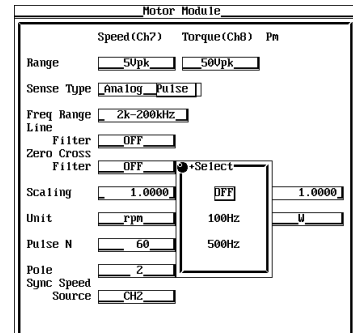 Motor Module
Speed(Ch7) Torque(Ch8) Pm
Range 5Vpk 50Vpk
Sense Type Analog Pulse
Freq Range 2k-200kHz
Line
Filter OFF
Zero Cross
Filter OFF +Select
Scaling 1.0000 OFF 1.0000
Unit rpm 100Hz W
Pulse N 60 500Hz
Pole 2
Sync Speed
Source CH2